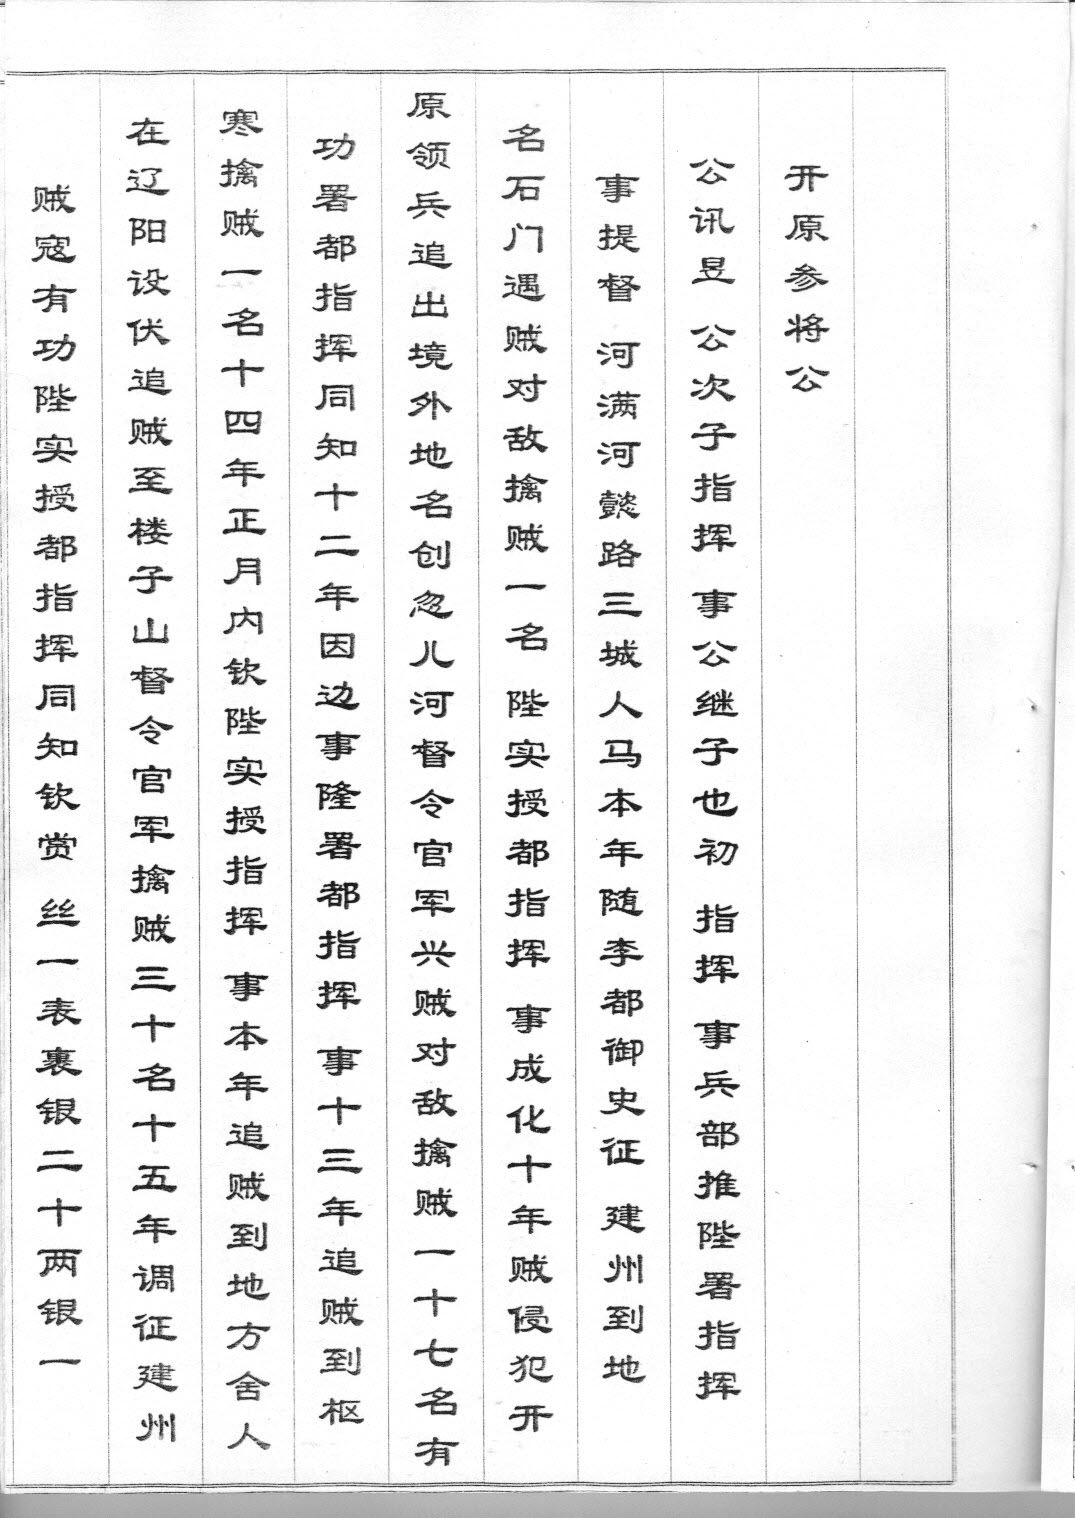 开原参将公
公讯昱 公次子指挥 事公继子也初 指挥 事兵部推陞署指挥
事提督 河满河懿路三城人马本年随李都御史征 建州到地
名石门遇贼对敌擒贼一名 陞实授都指挥 事成化十年贼侵犯开
原领兵追出境外地名创忽儿河督令官军兴贼对敌擒贼一十七名有
功署都指挥同知十二年因边事隆署都指挥 事十三年追贼到枢
寒擒贼一名十四年正月内钦陞实授指挥 事本年追贼到地方舍人
在辽阳设伏追贼至楼子山督令官军擒贼三十名十五年调征建州
贼寇有功陞实授都指挥同知钦赏 丝一表裹银二十两银一